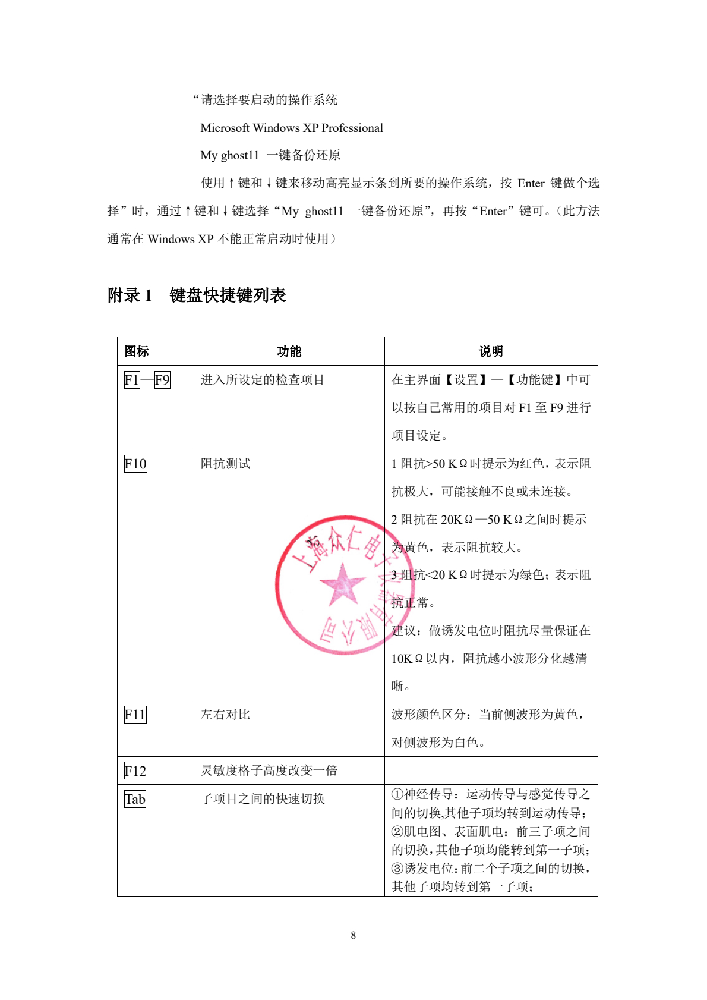 “请选择要启动的操作系统
Microsoft Windows XP Professional
My ghost11 一键备份还原
使用↑键和↓键来移动高亮显示条到所要的操作系统，按 Enter 键做个选
择”时，通过↑键和↓键选择“My ghost11 一键备份还原”，再按“Enter”键可。（此方法
通常在 Windows XP 不能正常启动时使用）
附录 1 键盘快捷键列表
图标 功能 说明
F1—F9 进入所设定的检查项目 在主界面【设置】—【功能键】中可
以按自己常用的项目对 F1 至 F9 进行
项目设定。
F10 阻抗测试 1 阻抗>50 KΩ时提示为红色，表示阻
抗极大，可能接触不良或未连接。
2 阻抗在 20KΩ—50 KΩ之间时提示
为黄色，表示阻抗较大。
3 阻抗<20 KΩ时提示为绿色；表示阻
抗正常。
建议：做诱发电位时阻抗尽量保证在
10KΩ以内，阻抗越小波形分化越清
晰。
上海众仁电子仪器有限公司
F11 左右对比 波形颜色区分：当前侧波形为黄色，
对侧波形为白色。
F12 灵敏度格子高度改变一倍
Tab 子项目之间的快速切换 ①神经传导：运动传导与感觉传导之
间的切换,其他子项均转到运动传导；
②肌电图、表面肌电：前三子项之间
的切换，其他子项均能转到第一子项；
③诱发电位：前二个子项之间的切换，
其他子项均转到第一子项；
8